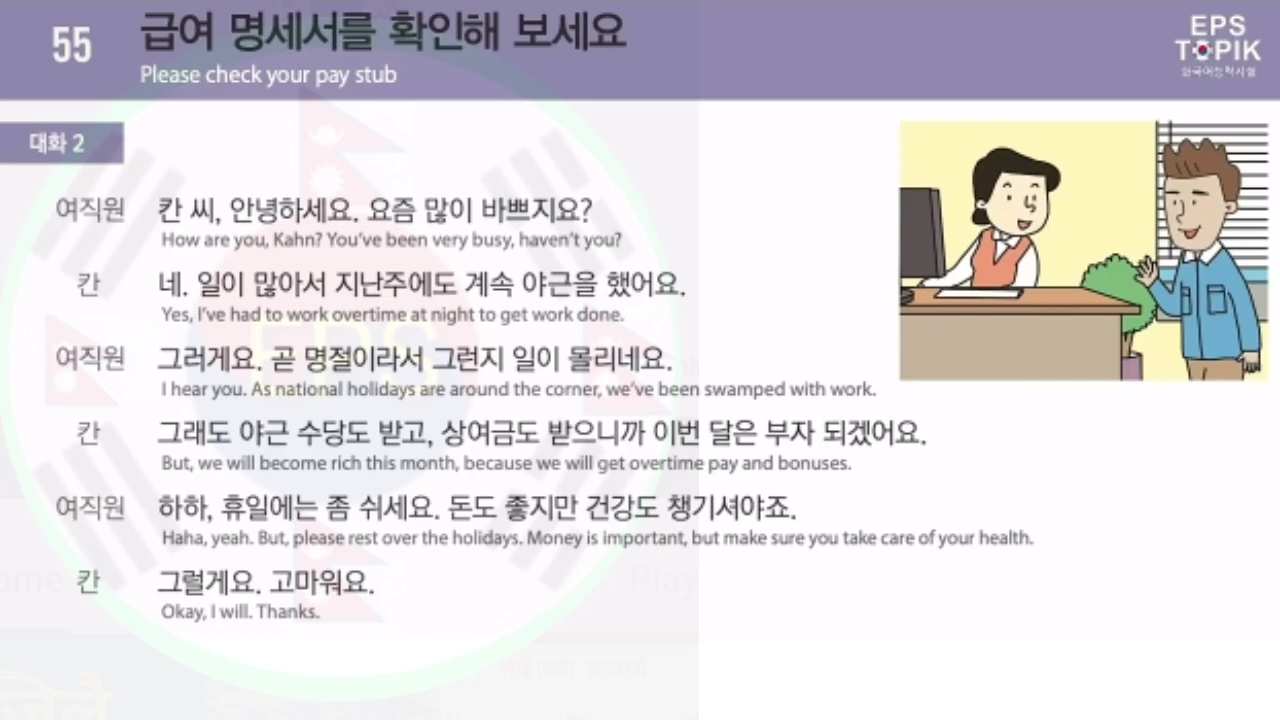 55
급여 명세서를 확인해 보세요
Please check your pay stub
EPS
TOPIK
한국어능력시험
대화 2
여직원 칸 씨, 안녕하세요. 요즘 많이 바쁘지요?
How are you, Kahn? You've been very busy, haven't you?
칸 네. 일이 많아서 지난주에도 계속 야근을 했어요.
Yes, I've had to work overtime at night to get work done.
여직원 그러게요. 곧 명절이라서 그런지 일이 몰리네요.
I hear you. As national holidays are around the corner, we've been swamped with work.
칸 그래도 야근 수당도 받고, 상여금도 받으니까 이번 달은 부자 되겠어요.
But, we will become rich this month, because we will get overtime pay and bonuses.
여직원 하하, 휴일에는 좀 쉬세요. 돈도 좋지만 건강도 챙기셔야죠.
Haha, yeah. But, please rest over the holidays. Money is important, but make sure you take care of your health.
칸 그럴게요. 고마워요.
Okay, I will. Thanks.
EPS
Play